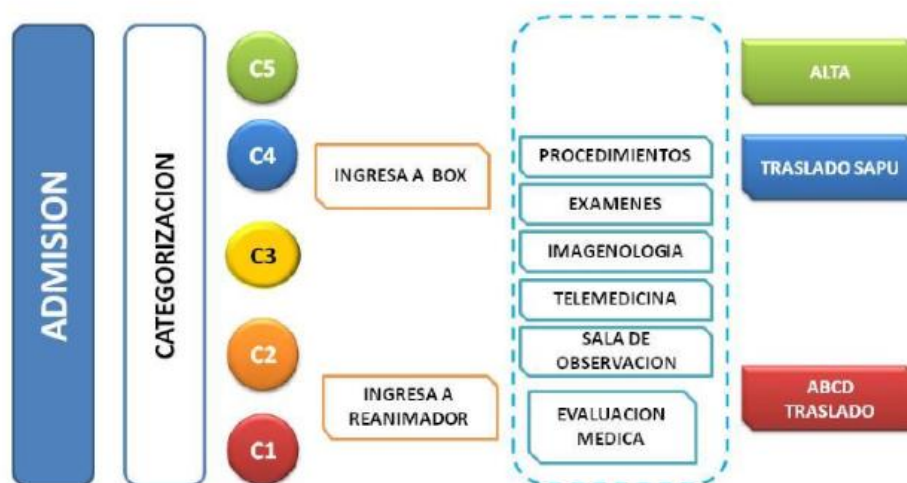 ADMISION
CATEGORIZACION
C5
C4
C3
C2
C1
INGRESA A BOX
INGRESA A
REANIMADOR
PROCEDIMIENTOS
EXAMENES
IMAGENOLOGIA
TELEMEDICINA
SALA DE
OBSERVACION
EVALUACION
MEDICA
ALTA
TRASLADO SAPU
ABCD
TRASLADO